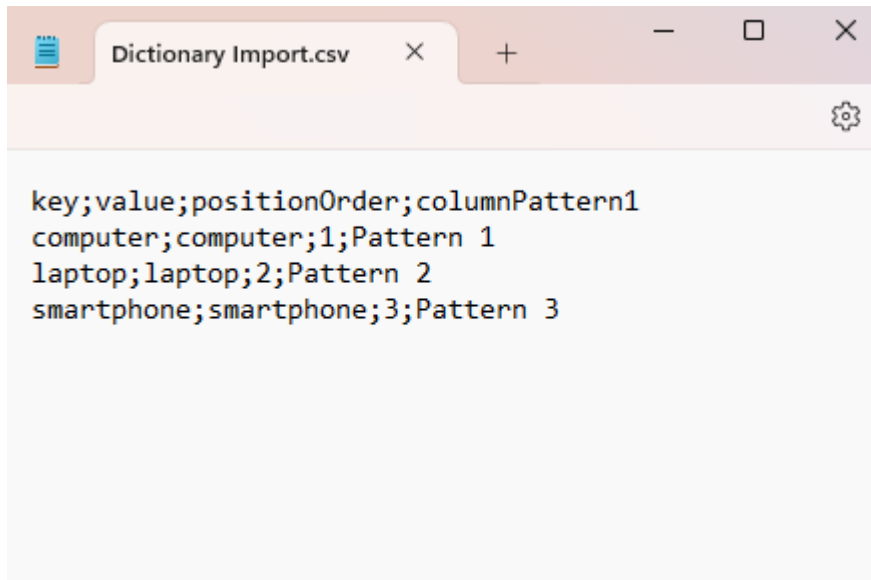 Dictionary Import.csv
key;value;positionOrder;columnPattern1
computer;computer;1;Pattern 1
laptop;laptop;2;Pattern 2
smartphone;smartphone;3;Pattern 3